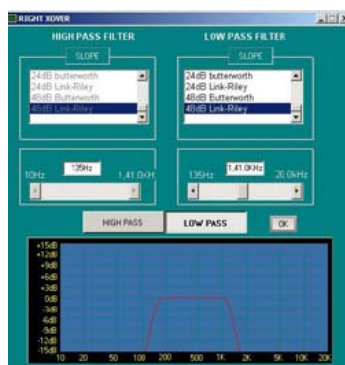 RIGHT XOVER
HIGH PASS FILTER
LOW PASS FILTER
SLOPE
SLOPE
24dB butterworth
24dB Link-Riley
48dB Butterworth
48dB Link-Riley
24dB butterworth
24dB Link-Riley
48dB Butterworth
48dB Link-Riley
135Hz
10Hz
1,41.0KH
1,41.0KHz
135Hz
20.0kHz
HIGH PASS
LOW PASS
OK
+15dB
+12dB
+9dB
+6dB
+3dB
0dB
-3dB
-6dB
-9dB
-12dB
-15dB
10 20 50 100 200 500 1K 2K 5K 10K 20K